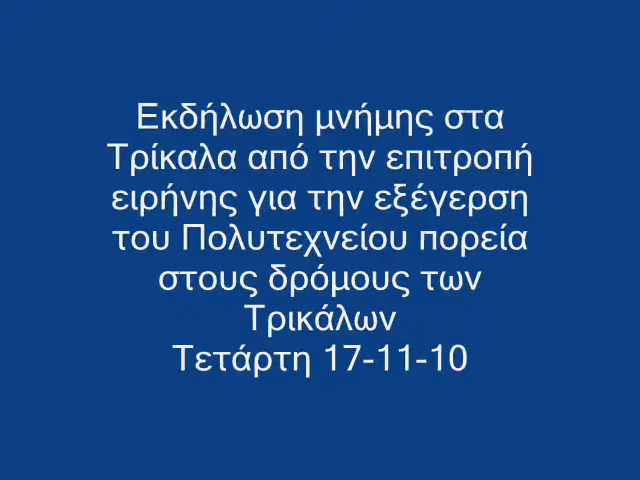 Εκδήλωση μνήμης στα
Τρίκαλα από την επιτροπή
ειρήνης για την εξέγερση
του Πολυτεχνείου πορεία
στους δρόμους των
Τρικάλων
Τετάρτη 17-11-10